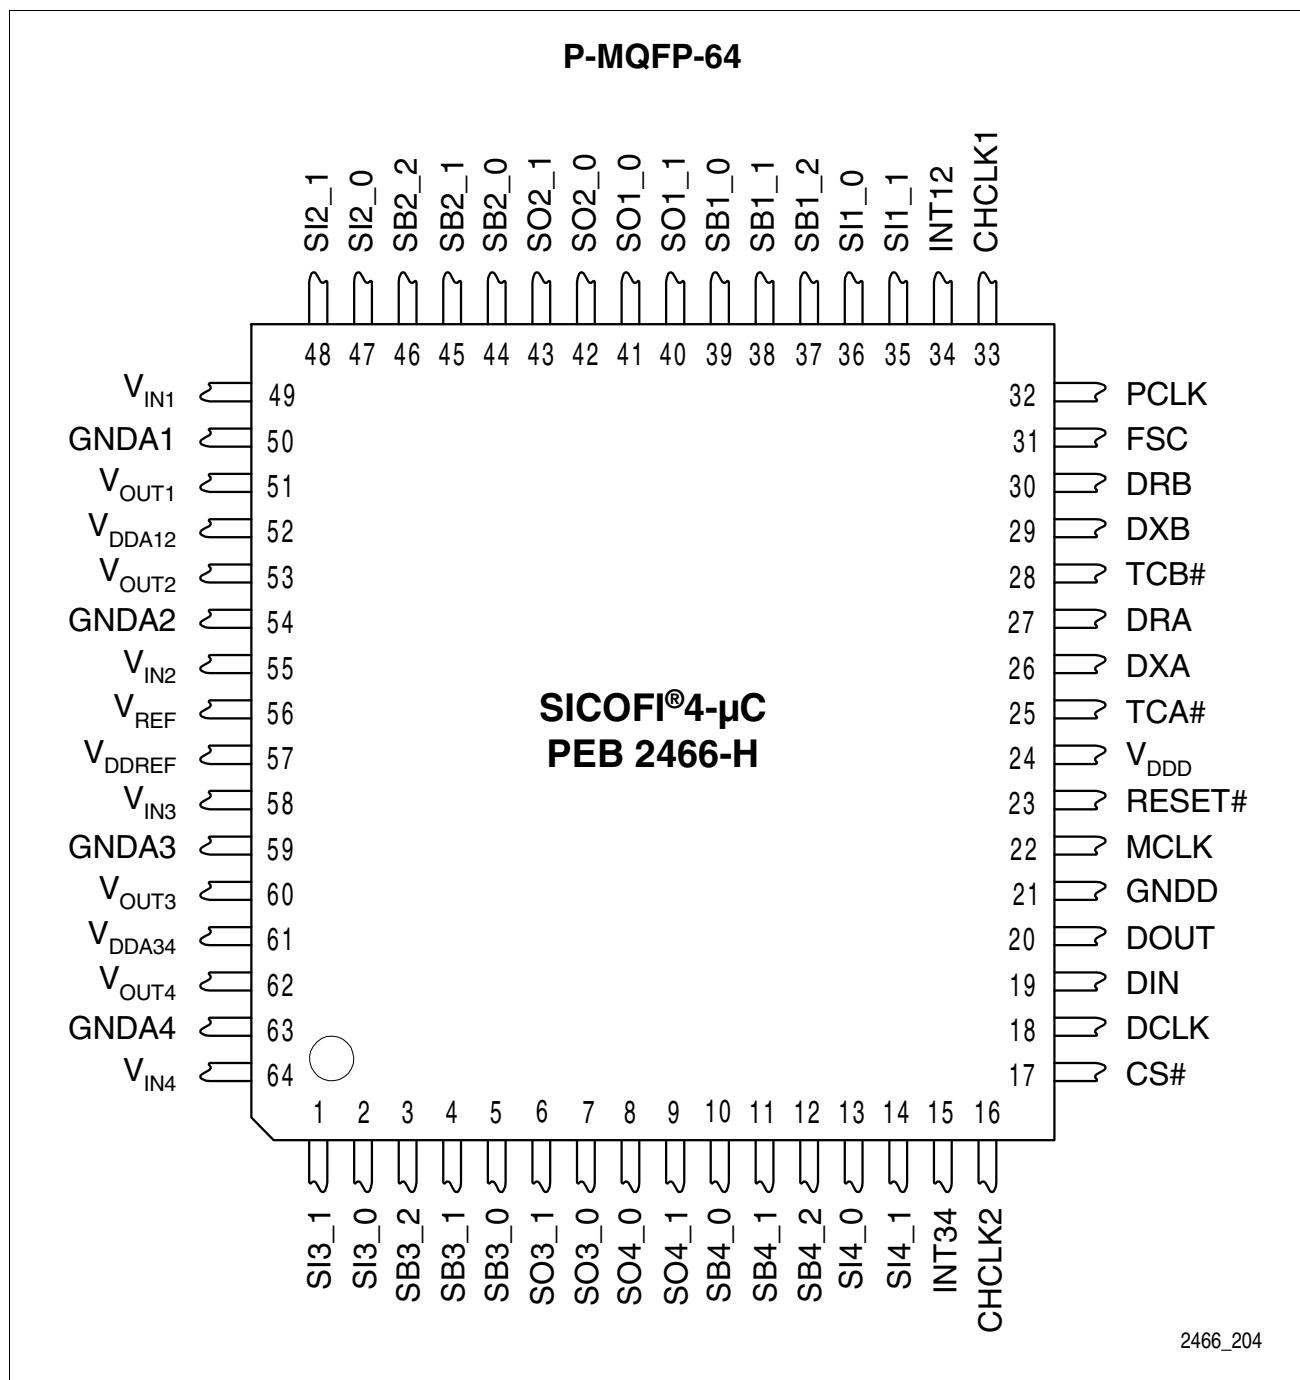 P-MQFP-64
SI2_1 SI2_0 SB2_2 SB2_1 SB2_0 SO2_1 SO2_0 SO1_0 SO1_1 SB1_0 SB1_1 SB1_2 SI1_0 SI1_1 INT12 CHCLK1
48 47 46 45 44 43 42 41 40 39 38 37 36 35 34 33
VIN1 49 32 PCLK
GNDA1 50 31 FSC
VOUT1 51 30 DRB
VDDA12 52 29 DXB
VOUT2 53 28 TCB#
GNDA2 54 27 DRA
VIN2 55 26 DXA
VREF 56 25 TCA#
VDDREF 57 24 VDDD
VIN3 58 23 RESET#
GNDA3 59 22 MCLK
VOUT3 60 21 GNDD
VDDA34 61 20 DOUT
VOUT4 62 19 DIN
GNDA4 63 18 DCLK
VIN4 64 17 CS#
SICOFI®4-µC
PEB 2466-H
1 2 3 4 5 6 7 8 9 10 11 12 13 14 15 16
SI3_1 SI3_0 SB3_2 SB3_1 SB3_0 SO3_1 SO3_0 SO4_0 SO4_1 SB4_0 SB4_1 SB4_2 SI4_0 SI4_1 INT34 CHCLK2
2466_204